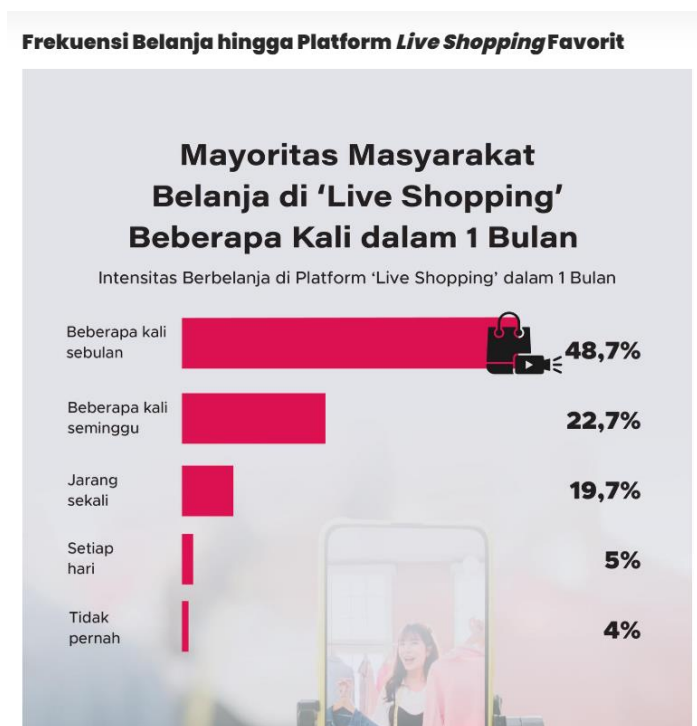 Frekuensi Belanja hingga Platform Live Shopping Favorit
Mayoritas Masyarakat
Belanja di ‘Live Shopping’
Beberapa Kali dalam 1 Bulan
Intensitas Berbelanja di Platform ‘Live Shopping’ dalam 1 Bulan
Beberapa kali
sebulan
48,7%
Beberapa kali
seminggu
22,7%
Jarang
sekali
19,7%
Setiap
hari
5%
Tidak
pernah
4%